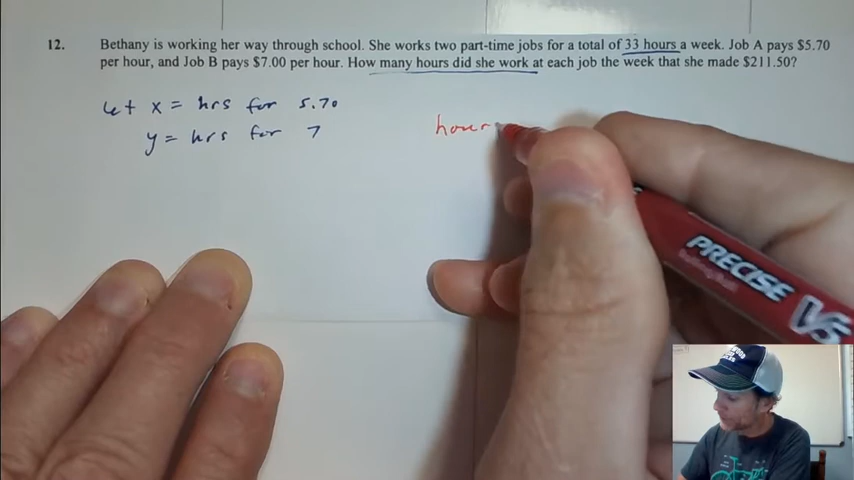 12. Bethany is working her way through school. She works two part-time jobs for a total of 33 hours a week. Job A pays $5.70
per hour, and Job B pays $7.00 per hour. How many hours did she work at each job the week that she made $211.50?
Let x = hrs for 5.70
y = hrs for 7
hour
PRECISE V5